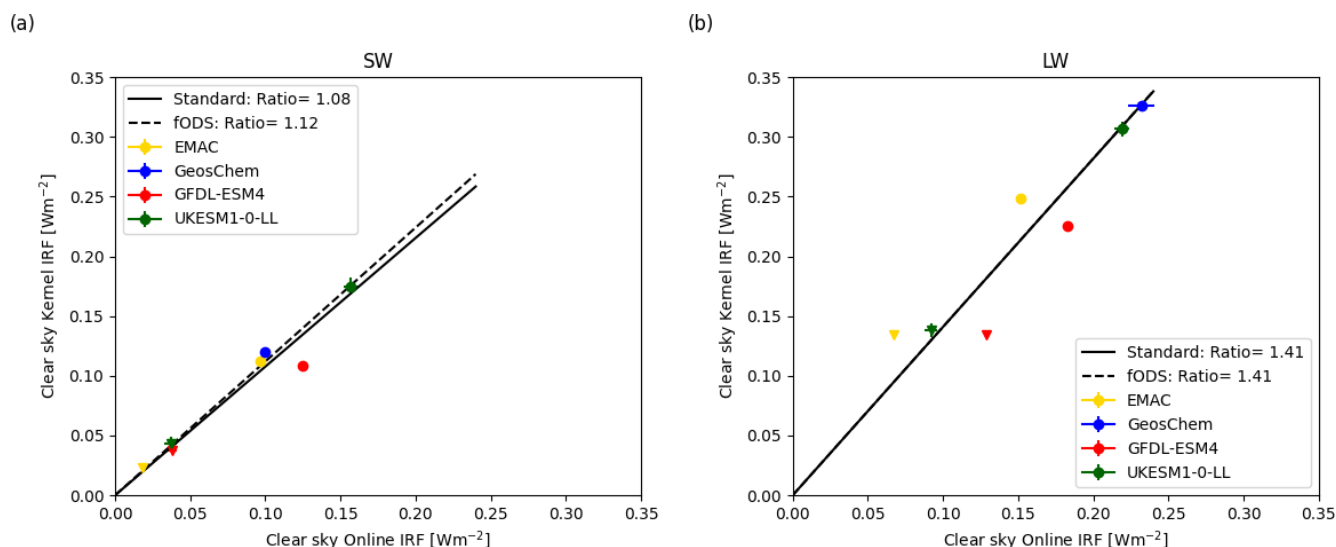 (a)
SW
0.35
0.30
0.25
0.20
0.15
0.10
0.05
0.00
Clear sky Kernel IRF [Wm⁻²]
Standard: Ratio= 1.08
fODS: Ratio= 1.12
EMAC
GeosChem
GFDL-ESM4
UKESM1-0-LL
0.00 0.05 0.10 0.15 0.20 0.25 0.30 0.35
Clear sky Online IRF [Wm⁻²]
(b)
LW
0.35
0.30
0.25
0.20
0.15
0.10
0.05
0.00
Clear sky Kernel IRF [Wm⁻²]
Standard: Ratio= 1.41
fODS: Ratio= 1.41
EMAC
GeosChem
GFDL-ESM4
UKESM1-0-LL
0.00 0.05 0.10 0.15 0.20 0.25 0.30 0.35
Clear sky Online IRF [Wm⁻²]